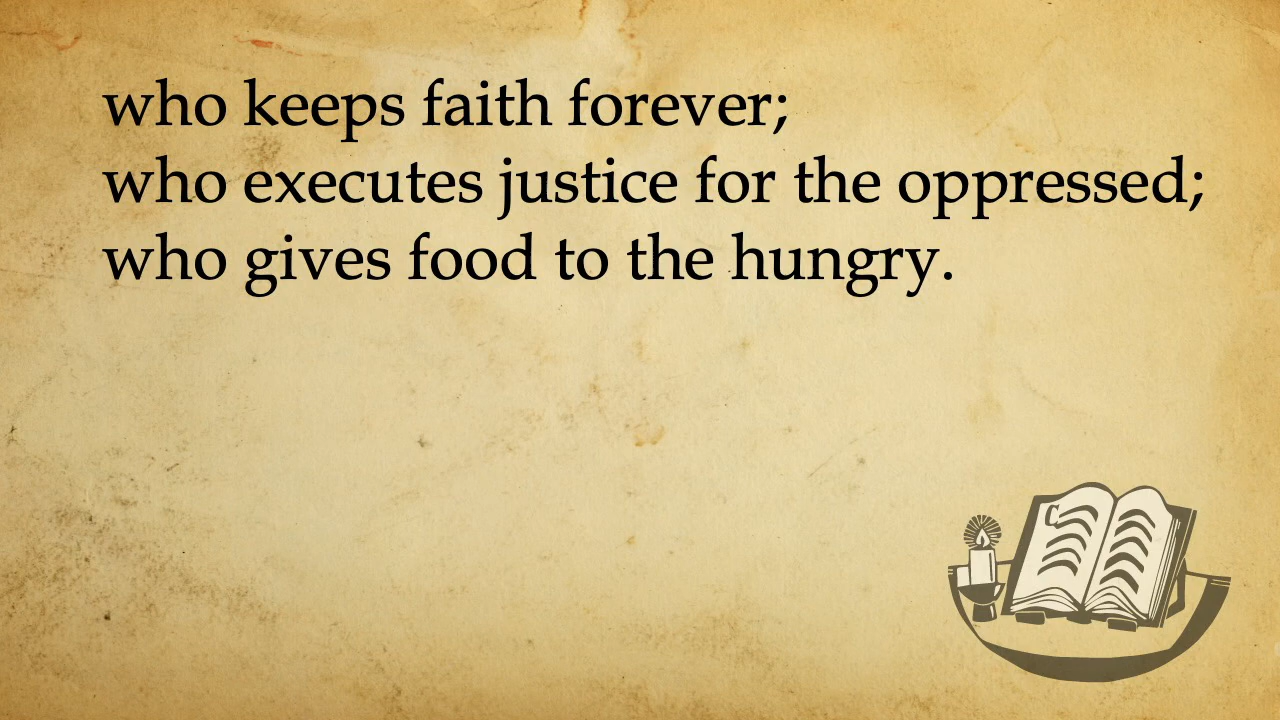 who keeps faith forever;
who executes justice for the oppressed;
who gives food to the hungry.